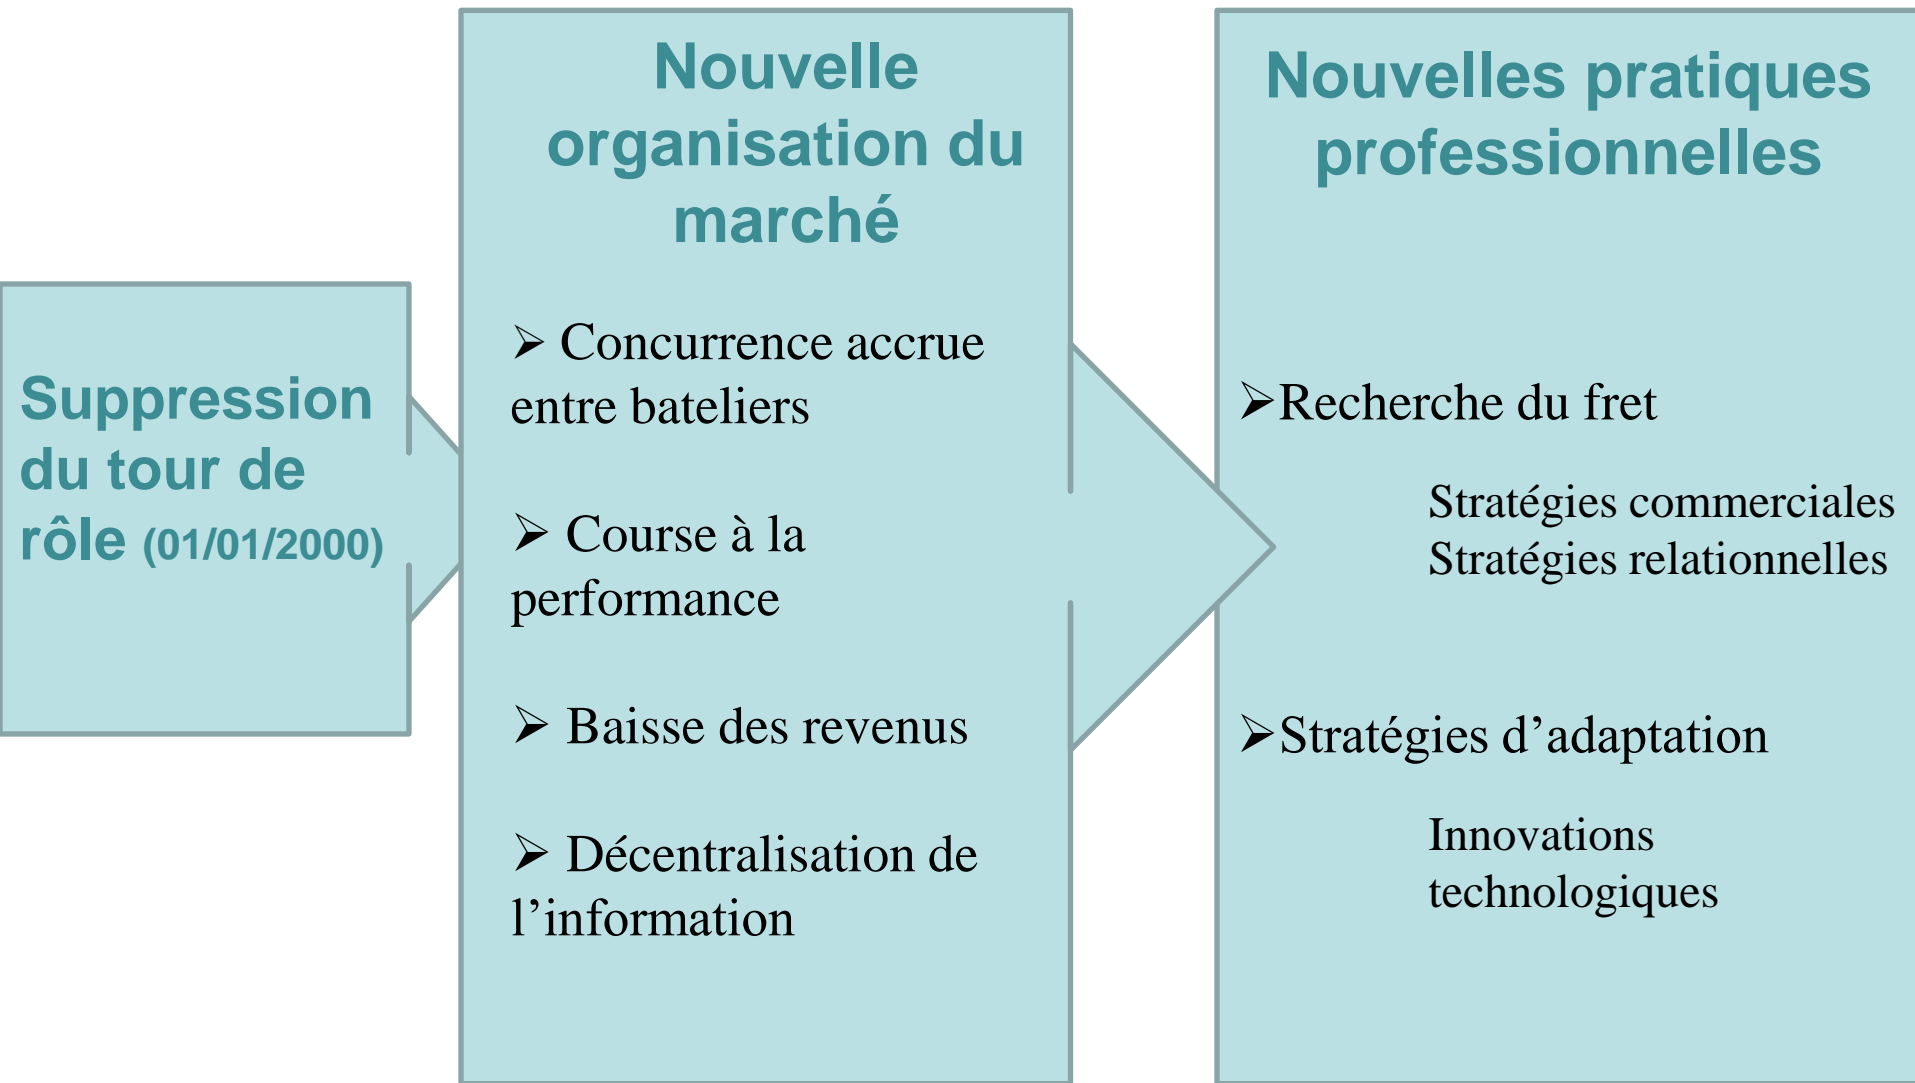 Suppression
du tour de
rôle (01/01/2000)
Nouvelle
organisation du
marché
➢ Concurrence accrue
entre bateliers
➢ Course à la
performance
➢ Baisse des revenus
➢ Décentralisation de
l’information
Nouvelles pratiques
professionnelles
➢Recherche du fret
Stratégies commerciales
Stratégies relationnelles
➢Stratégies d’adaptation
Innovations
technologiques